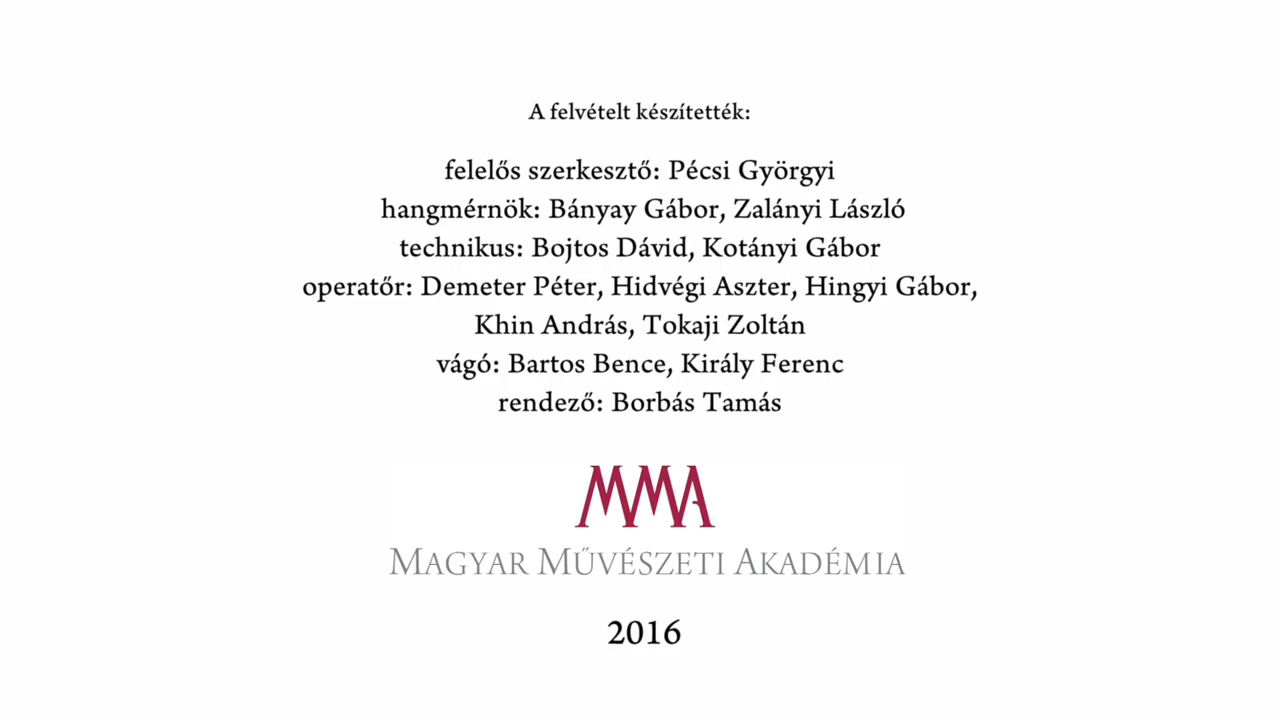 A felvételt készítették:
felelős szerkesztő: Pécsi Györgyi
hangmérnök: Bányay Gábor, Zalányi László
technikus: Bojtos Dávid, Kotányi Gábor
operatőr: Demeter Péter, Hidvégi Aszter, Hingyi Gábor,
Khin András, Tokaji Zoltán
vágó: Bartos Bence, Király Ferenc
rendező: Borbás Tamás
MMA
MAGYAR MŰVÉSZETI AKADÉMIA
2016